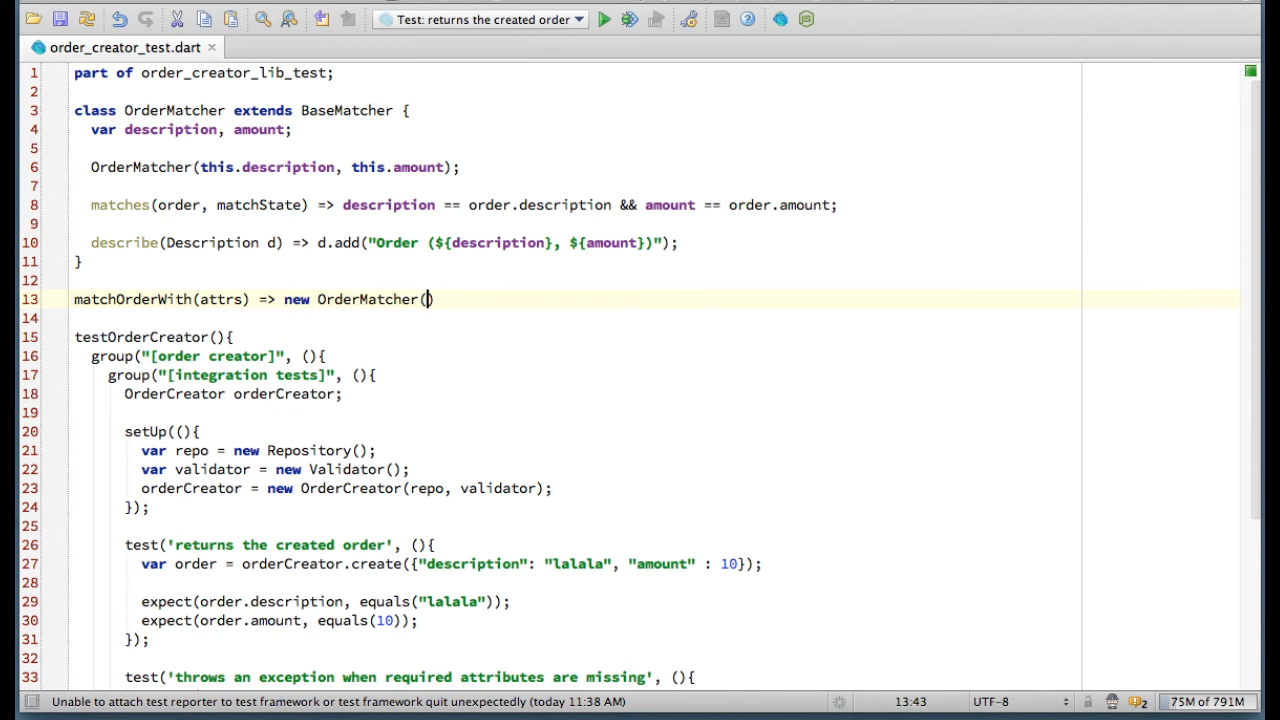 Test: returns the created order
order_creator_test.dart
1 part of order_creator_lib_test;
2
3 class OrderMatcher extends BaseMatcher {
4 var description, amount;
5
6 OrderMatcher(this.description, this.amount);
7
8 matches(order, matchState) => description == order.description && amount == order.amount;
9
10 describe(Description d) => d.add("Order (${description}, ${amount})");
11 }
12
13 matchOrderWith(attrs) => new OrderMatcher()
14
15 testOrderCreator(){
16 group("[order creator]", (){
17 group("[integration tests]", (){
18 OrderCreator orderCreator;
19
20 setUp((){
21 var repo = new Repository();
22 var validator = new Validator();
23 orderCreator = new OrderCreator(repo, validator);
24 });
25
26 test('returns the created order', (){
27 var order = orderCreator.create({"description": "lalala", "amount" : 10});
28
29 expect(order.description, equals("lalala"));
30 expect(order.amount, equals(10));
31 });
32
33 test('throws an exception when required attributes are missing', (){
Unable to attach test reporter to test framework or test framework quit unexpectedly (today 11:38 AM) 13:43 UTF-8 2 75M of 791M